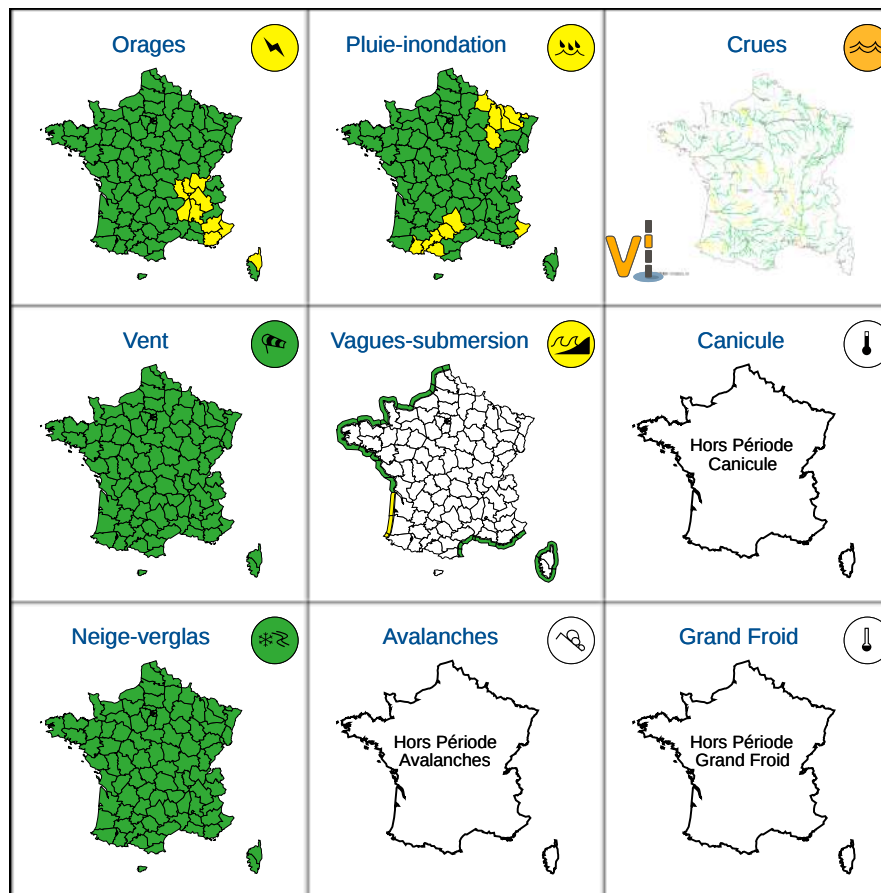 Orages
Pluie-inondation
Crues
Vi
Vent
Vagues-submersion
Canicule
Hors Période
Canicule
Neige-verglas
Avalanches
Grand Froid
Hors Période
Avalanches
Hors Période
Grand Froid